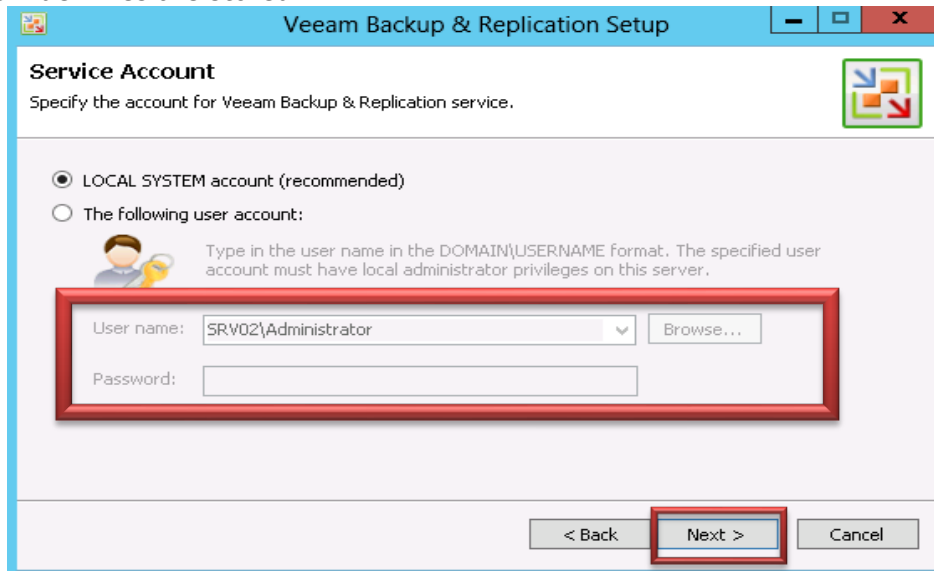 Veeam Backup & Replication Setup
Service Account
Specify the account for Veeam Backup & Replication service.
LOCAL SYSTEM account (recommended)
The following user account:
Type in the user name in the DOMAIN\USERNAME format. The specified user
account must have local administrator privileges on this server.
User name: SRV02\Administrator Browse...
Password:
< Back Next > Cancel